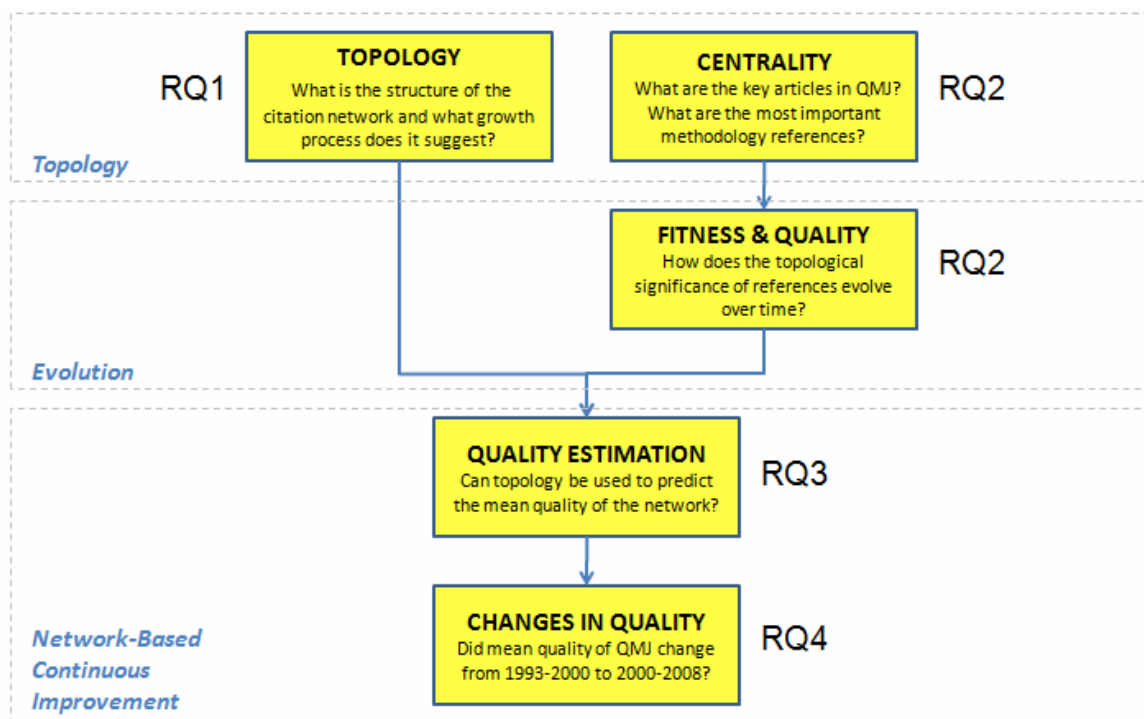 RQ1
TOPOLOGY
What is the structure of the
citation network and what growth
process does it suggest?
CENTRALITY
What are the key articles in QMJ?
What are the most important
methodology references?
RQ2
Topology
FITNESS & QUALITY
How does the topological
significance of references evolve
over time?
RQ2
Evolution
QUALITY ESTIMATION
Can topology be used to predict
the mean quality of the network?
RQ3
CHANGES IN QUALITY
Did mean quality of QMJ change
from 1993-2000 to 2000-2008?
RQ4
Network-Based
Continuous
Improvement